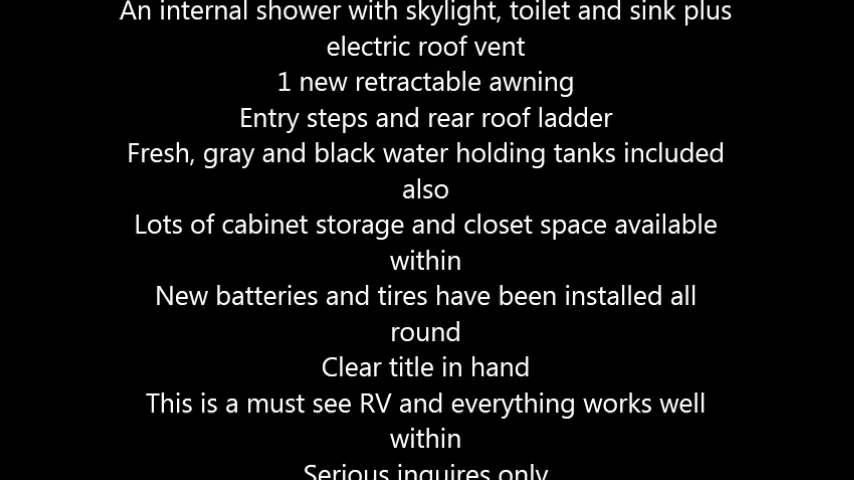 An internal shower with skylight, toilet and sink plus
electric roof vent
1 new retractable awning
Entry steps and rear roof ladder
Fresh, gray and black water holding tanks included
also
Lots of cabinet storage and closet space available
within
New batteries and tires have been installed all
round
Clear title in hand
This is a must see RV and everything works well
within
Serious inquires only